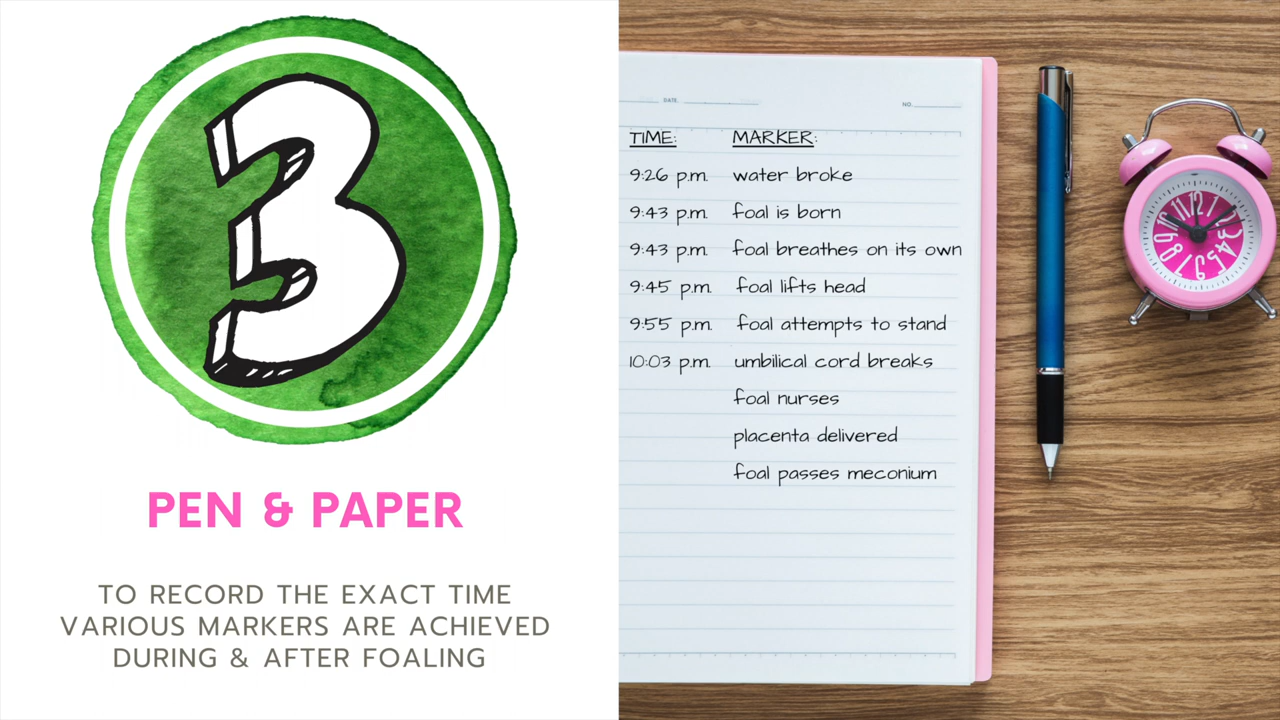 3
PEN & PAPER
TO RECORD THE EXACT TIME
VARIOUS MARKERS ARE ACHIEVED
DURING & AFTER FOALING
DATE
NO.
TIME: MARKER:
9:26 p.m. water broke
9:43 p.m. foal is born
9:43 p.m. foal breathes on its own
9:45 p.m. foal lifts head
9:55 p.m. foal attempts to stand
10:03 p.m. umbilical cord breaks
foal nurses
placenta delivered
foal passes meconium